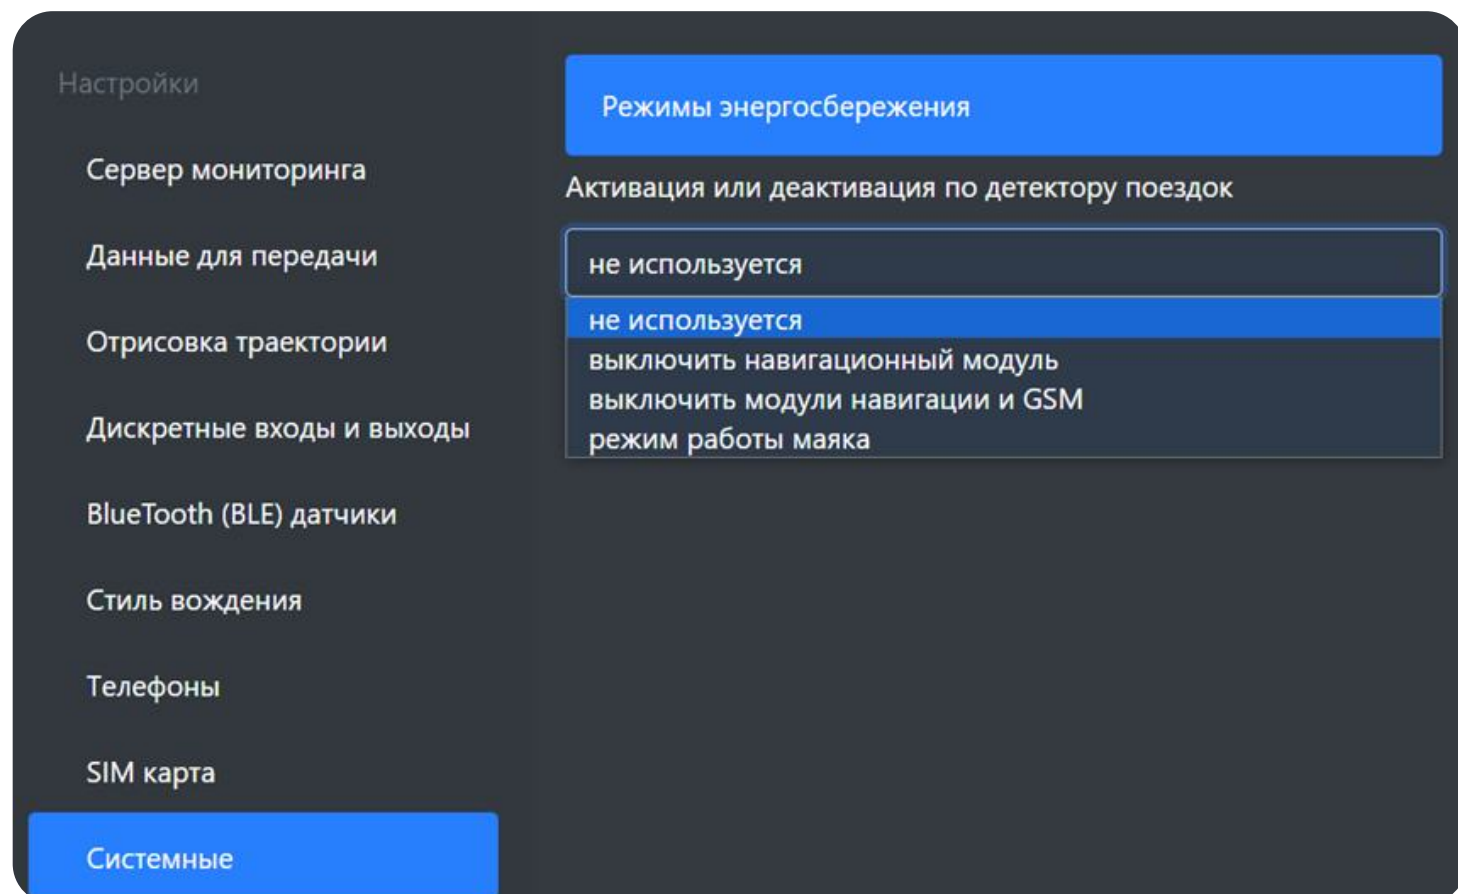 Настройки
Сервер мониторинга
Данные для передачи
Отрисовка траектории
Дискретные входы и выходы
BlueTooth (BLE) датчики
Стиль вождения
Телефоны
SIM карта
Системные
Режимы энергосбережения
Активация или деактивация по детектору поездок
не используется
не используется
выключить навигационный модуль
выключить модули навигации и GSM
режим работы маяка